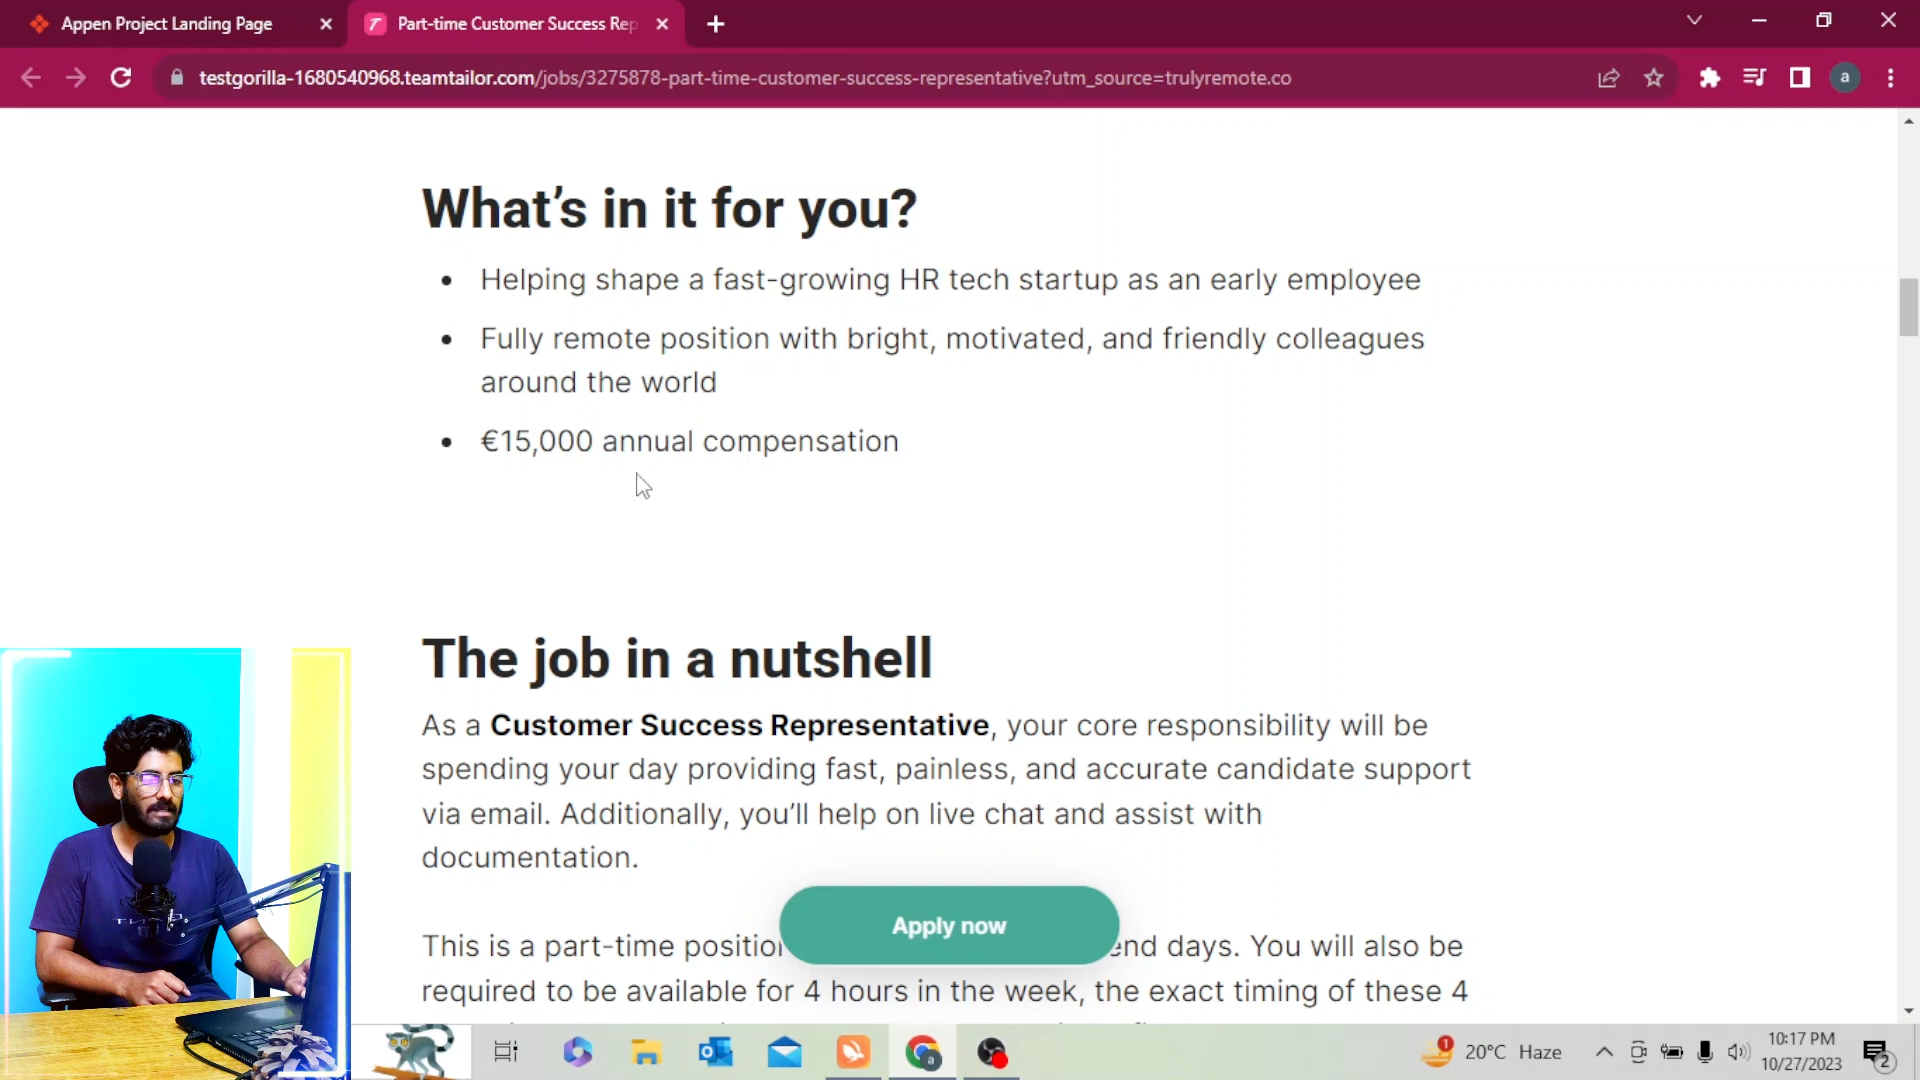 Appen Project Landing Page
Part-time Customer Success Rep
testgorilla-1680540968.teamtailor.com/jobs/3275878-part-time-customer-success-representative?utm_source=trulyremote.co
a
What's in it for you?
• Helping shape a fast-growing HR tech startup as an early employee
• Fully remote position with bright, motivated, and friendly colleagues
around the world
• €15,000 annual compensation
The job in a nutshell
As a Customer Success Representative, your core responsibility will be
spending your day providing fast, painless, and accurate candidate support
via email. Additionally, you'll help on live chat and assist with
documentation.
Apply now
This is a part-time position end days. You will also be
required to be available for 4 hours in the week, the exact timing of these 4
1
20°C Haze
10:17 PM
10/27/2023
2